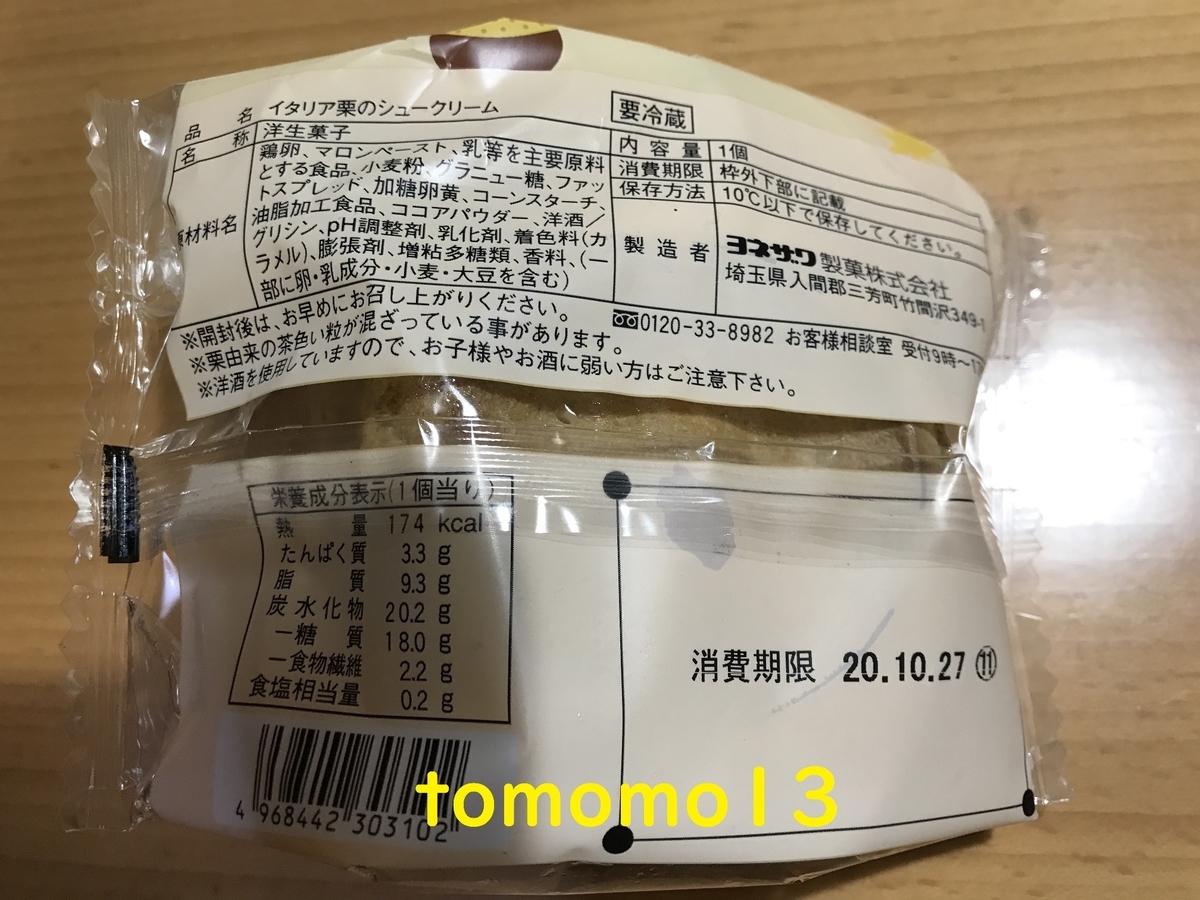 品名 イタリア栗のシュークリーム
名称 洋生菓子
原材料名 鶏卵、マロンペースト、乳等を主要原料
とする食品、小麦粉、グラニュー糖、ファッ
トスプレッド、加糖卵黄、コーンスターチ、
油脂加工食品、ココアパウダー、洋酒／
グリシン、pH調整剤、乳化剤、着色料(カ
ラメル)、膨張剤、増粘多糖類、香料、(一
部に卵・乳成分・小麦・大豆を含む)
要冷蔵
内容量 1個
消費期限 枠外下部に記載
保存方法 10℃以下で保存してください。
製造者 ヨネザワ製菓株式会社
埼玉県入間郡三芳町竹間沢349-1
0120-33-8982 お客様相談室 受付9時～1
※開封後は、お早めにお召し上がりください。
※栗由来の茶色い粒が混ざっている事があります。
※洋酒を使用していますので、お子様やお酒に弱い方はご注意下さい。
栄養成分表示(1個当り)
熱量 174 kcal
たんぱく質 3.3 g
脂質 9.3 g
炭水化物 20.2 g
―糖質 18.0 g
―食物繊維 2.2 g
食塩相当量 0.2 g
消費期限 20.10.27 ⑪
4 968442 303102
tomomo13